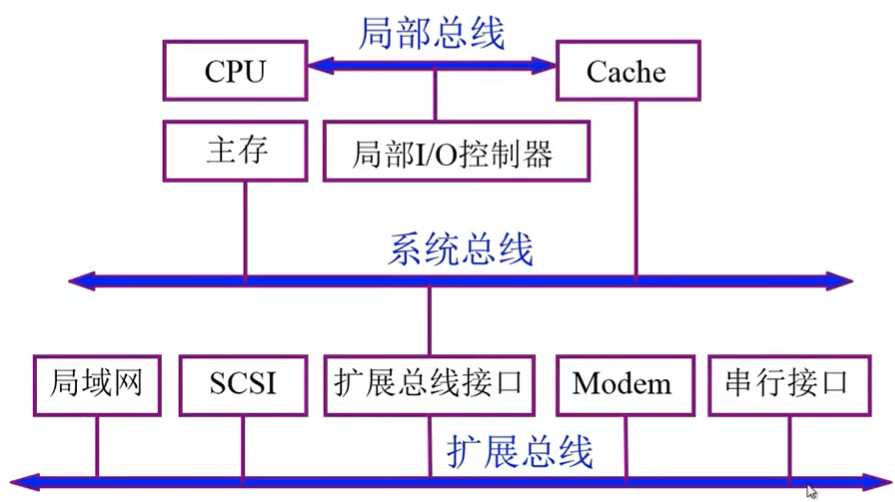 局部总线
CPU
Cache
主存
局部I/O控制器
系统总线
局域网
SCSI
扩展总线接口
Modem
串行接口
扩展总线